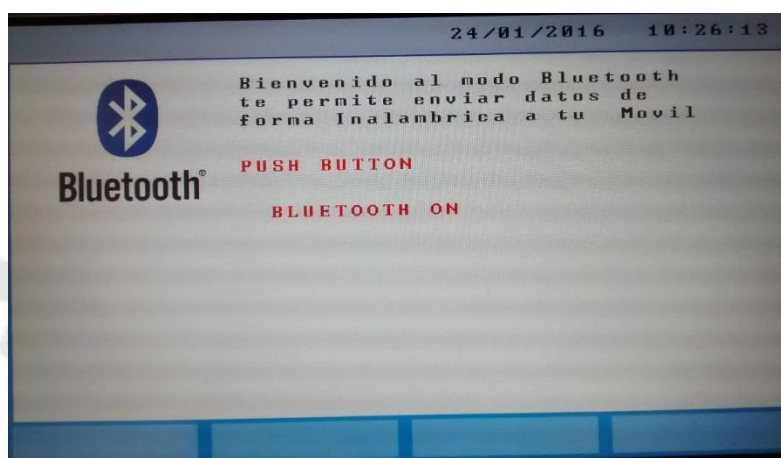 24/01/2016 10:26:13
Bienvenido al modo Bluetooth
te permite enviar datos de
forma Inalambrica a tu Movil
Bluetooth®
PUSH BUTTON
BLUETOOTH ON